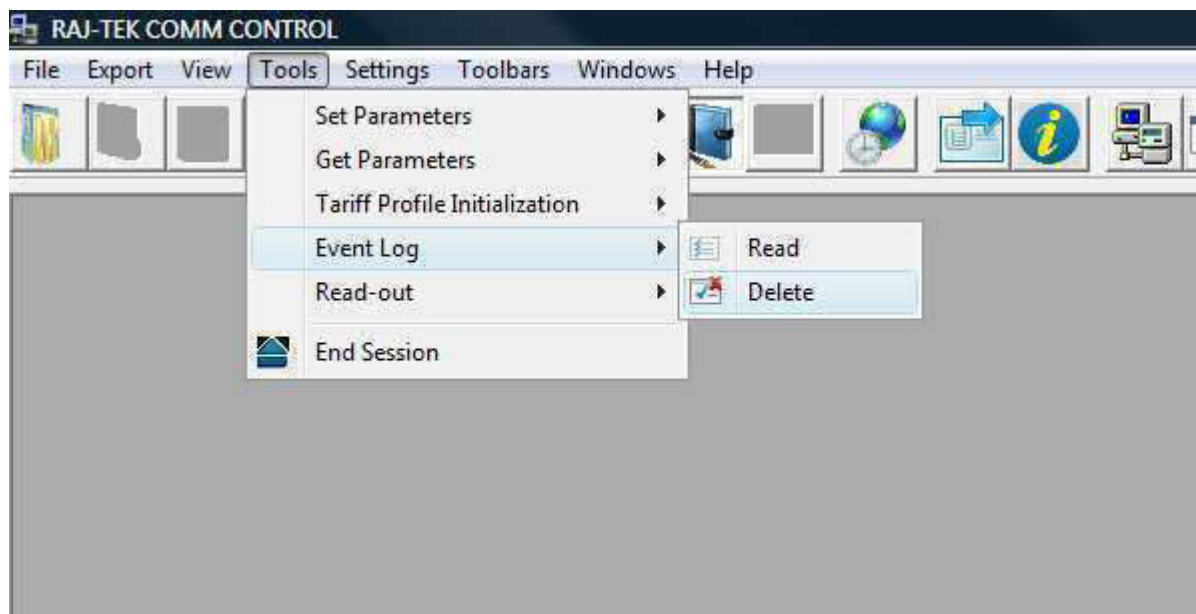 RAJ-TEK COMM CONTROL
File Export View Tools Settings Toolbars Windows Help
Set Parameters
Get Parameters
Tariff Profile Initialization
Event Log
Read
Read-out
Delete
End Session